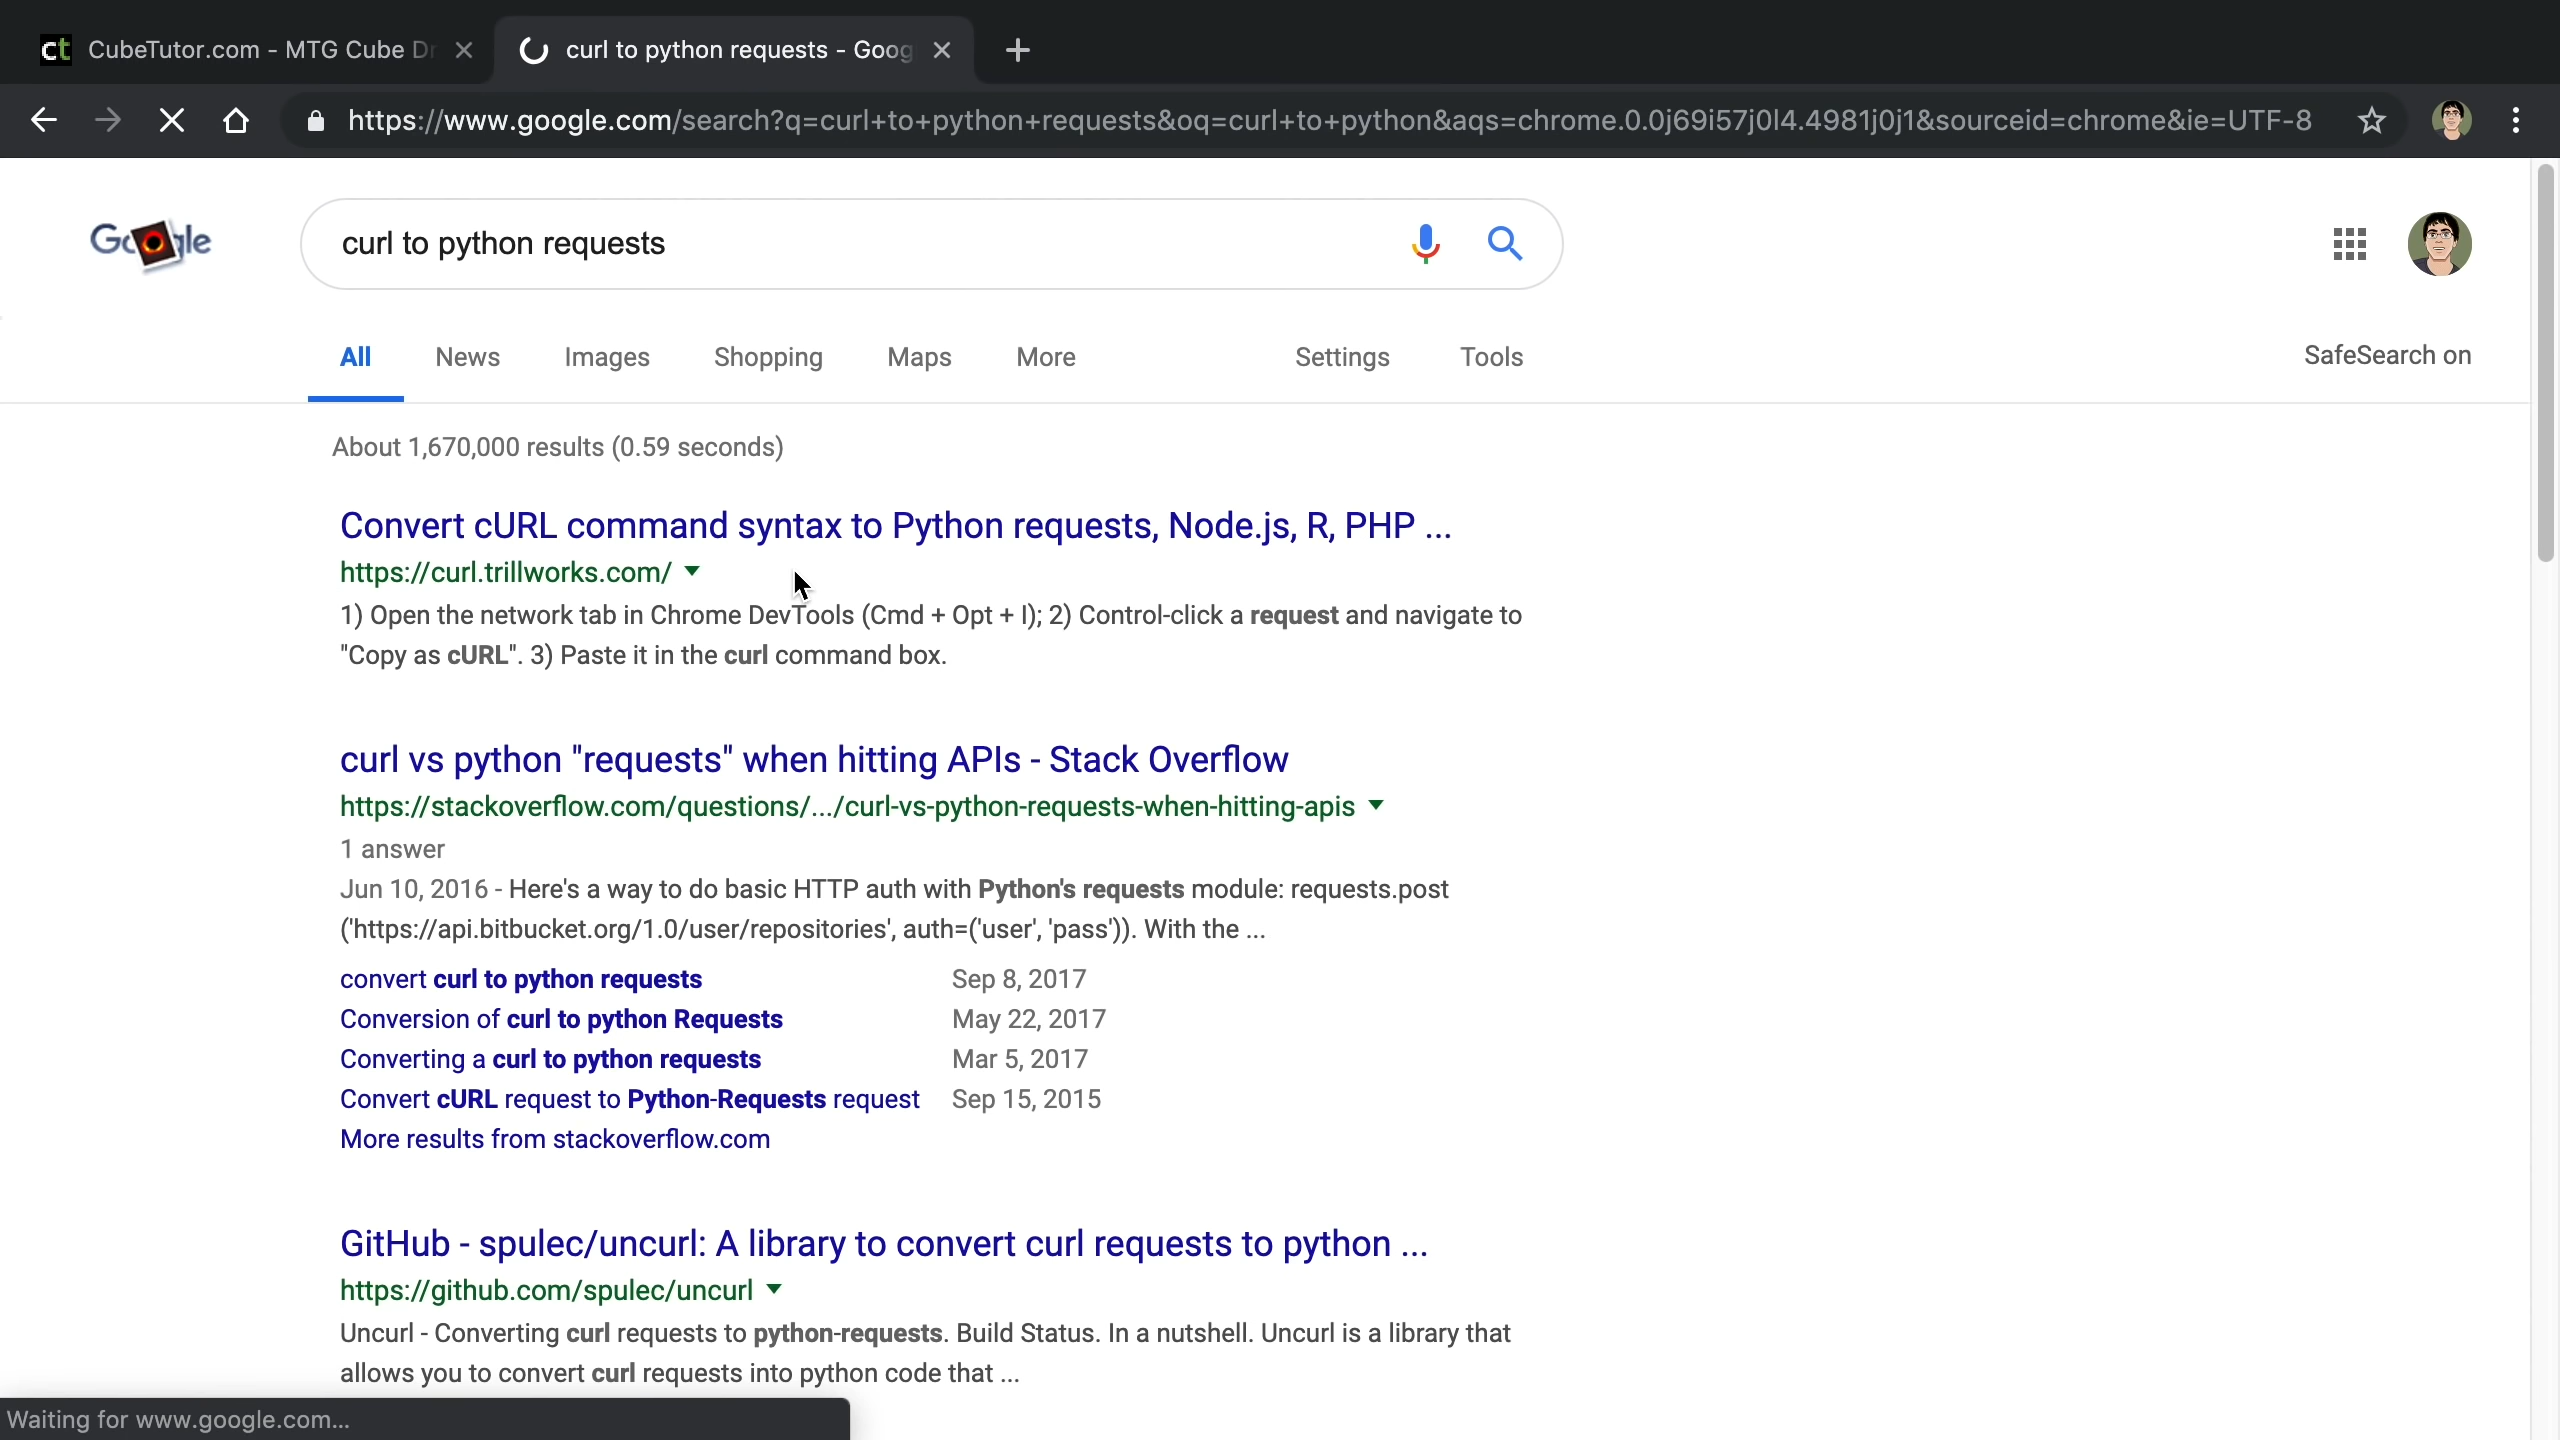 ct CubeTutor.com - MTG Cube Dr
curl to python requests - Goog
https://www.google.com/search?q=curl+to+python+requests&oq=curl+to+python&aqs=chrome.0.0j69i57j0l4.4981j0j1&sourceid=chrome&ie=UTF-8
Google
curl to python requests
All News Images Shopping Maps More Settings Tools SafeSearch on
About 1,670,000 results (0.59 seconds)
Convert cURL command syntax to Python requests, Node.js, R, PHP ...
https://curl.trillworks.com/
1) Open the network tab in Chrome DevTools (Cmd + Opt + I); 2) Control-click a request and navigate to
"Copy as cURL". 3) Paste it in the curl command box.
curl vs python "requests" when hitting APIs - Stack Overflow
https://stackoverflow.com/questions/.../curl-vs-python-requests-when-hitting-apis
1 answer
Jun 10, 2016 - Here's a way to do basic HTTP auth with Python's requests module: requests.post
('https://api.bitbucket.org/1.0/user/repositories', auth=('user', 'pass')). With the ...
convert curl to python requests Sep 8, 2017
Conversion of curl to python Requests May 22, 2017
Converting a curl to python requests Mar 5, 2017
Convert cURL request to Python-Requests request Sep 15, 2015
More results from stackoverflow.com
GitHub - spulec/uncurl: A library to convert curl requests to python ...
https://github.com/spulec/uncurl
Uncurl - Converting curl requests to python-requests. Build Status. In a nutshell. Uncurl is a library that
allows you to convert curl requests into python code that ...
Waiting for www.google.com...